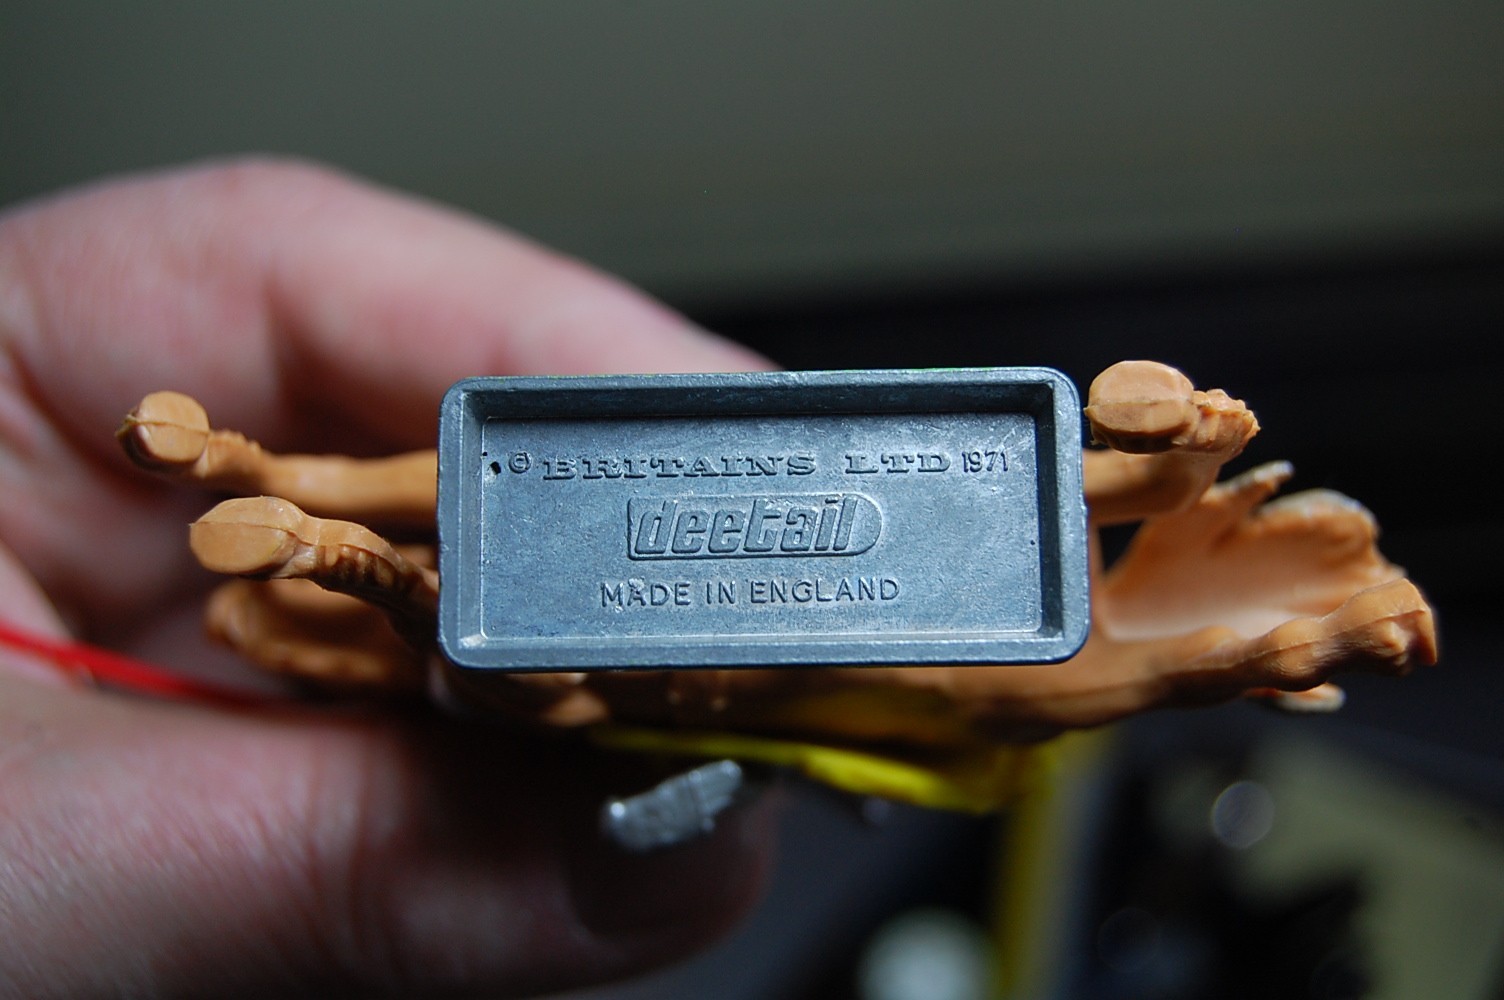 © BRITAINS LTD 1971
deetail
MADE IN ENGLAND